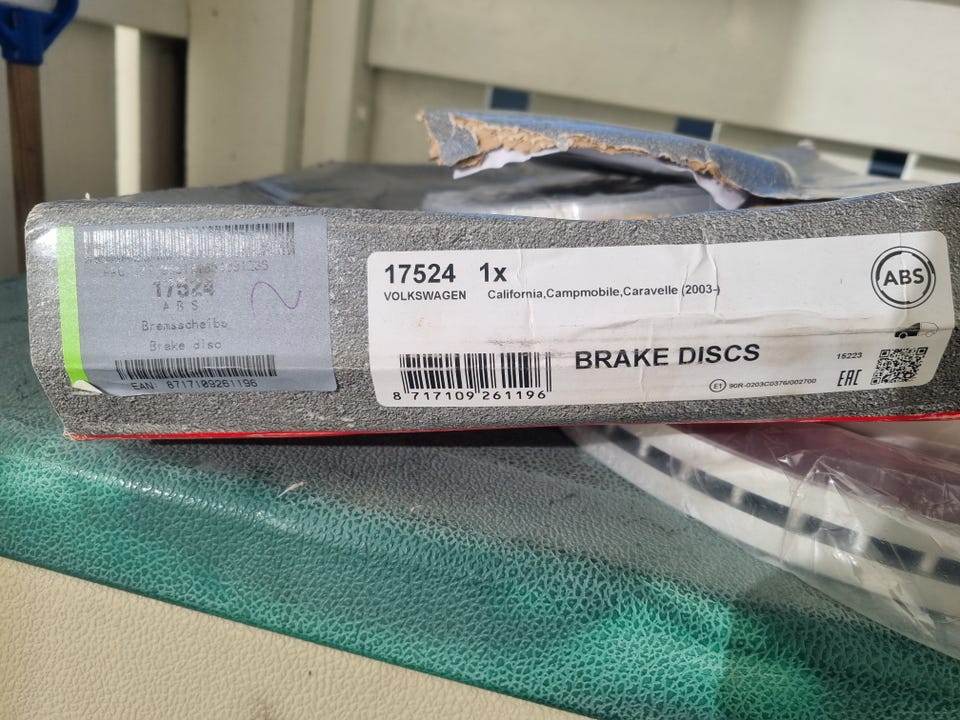 17524
ABS
Bremsscheibe
Brake disc
EAN: 8717109261196
17524 1x
VOLKSWAGEN California,Campmobile,Caravelle (2003-)
ABS
BRAKE DISCS
8 717109 261196
15223
E1 90R-0203C0376/002700
EAC